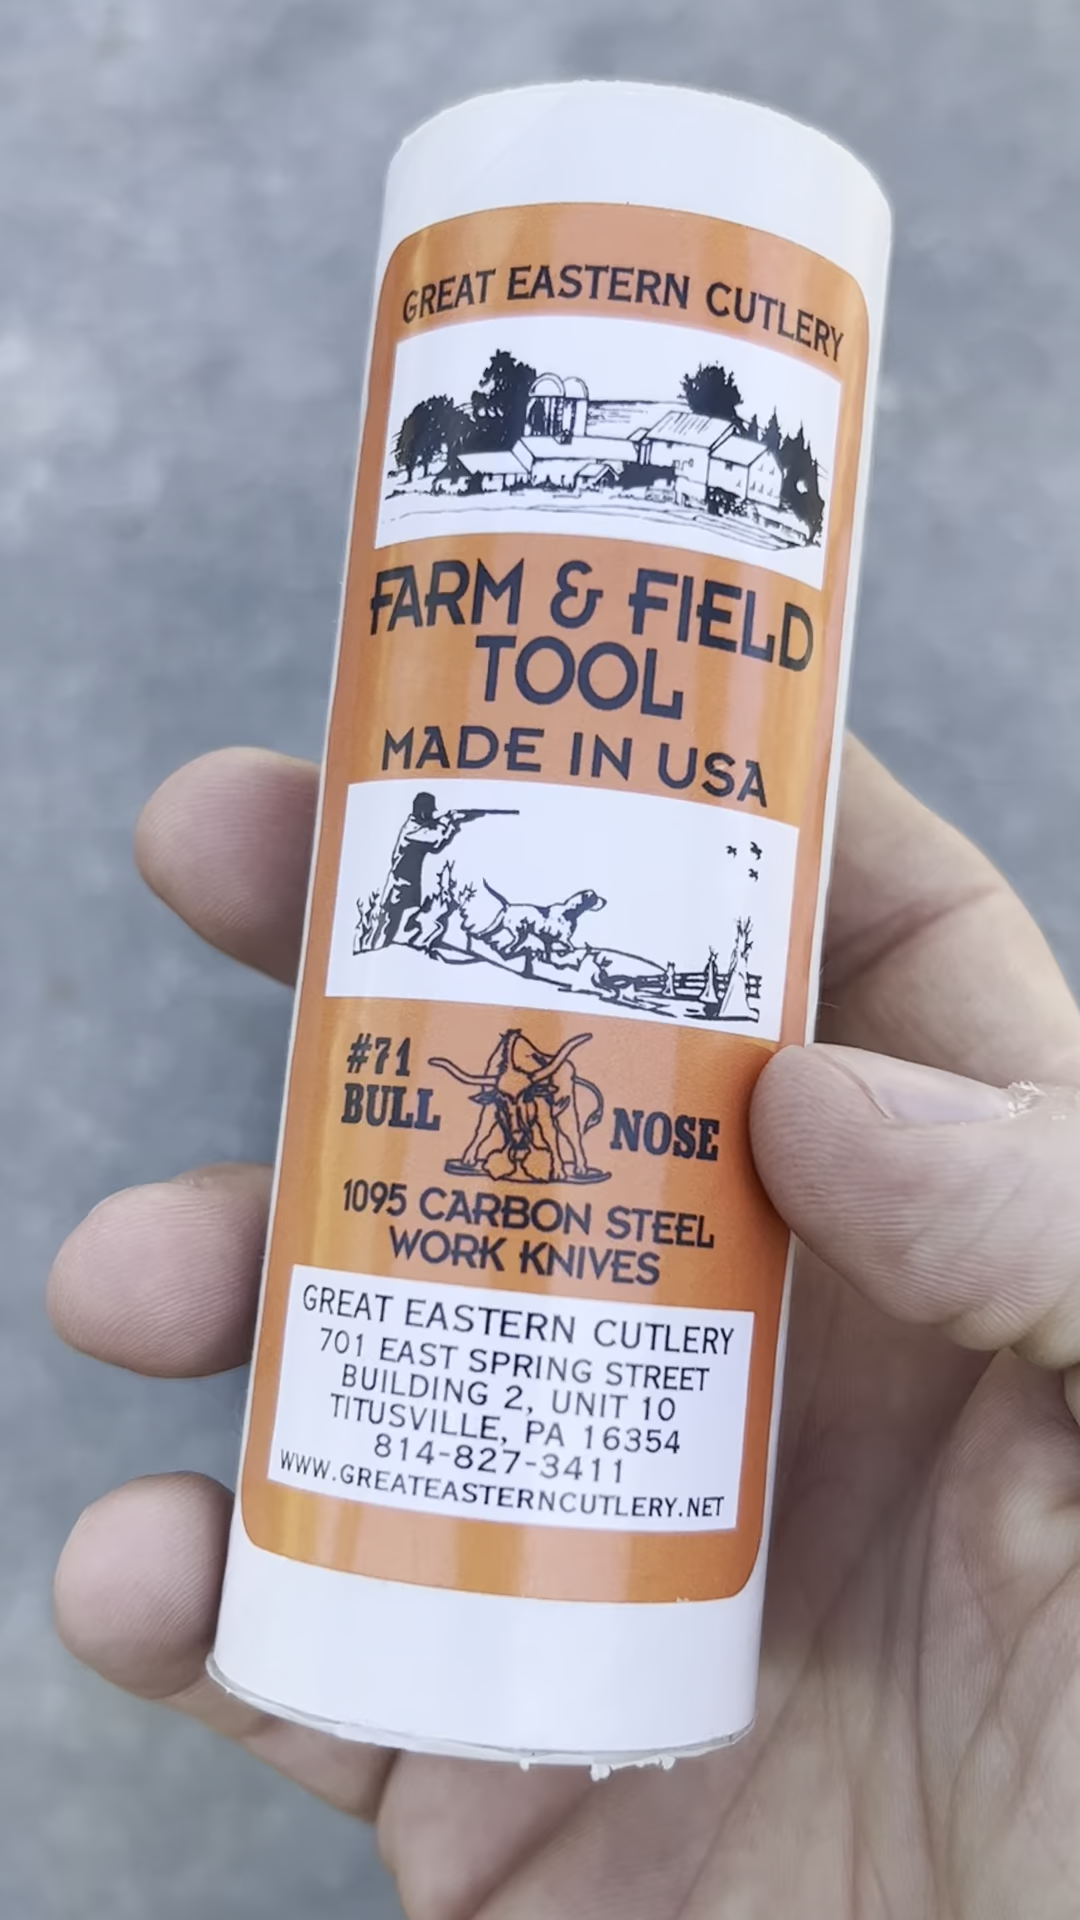 GREAT EASTERN CUTLERY
FARM & FIELD
TOOL
MADE IN USA
#71
BULL NOSE
1095 CARBON STEEL
WORK KNIVES
GREAT EASTERN CUTLERY
701 EAST SPRING STREET
BUILDING 2, UNIT 10
TITUSVILLE, PA 16354
814-827-3411
WWW.GREATEASTERNCUTLERY.NET